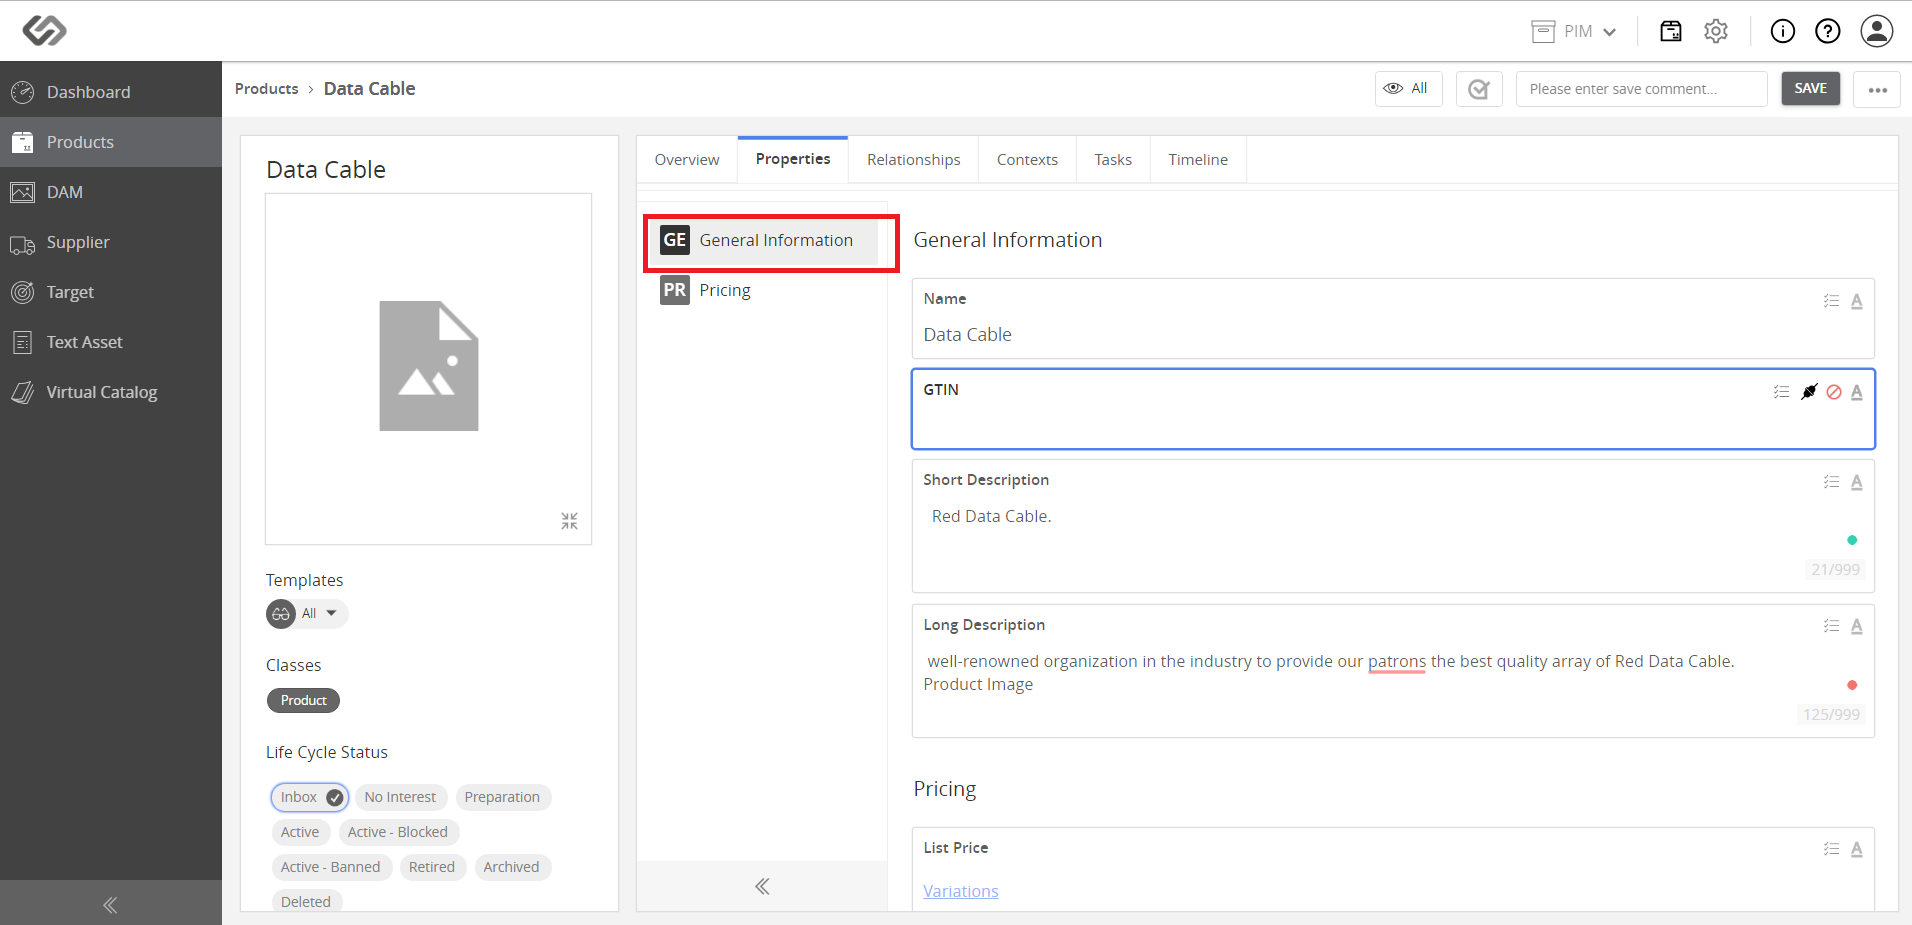 PIM
Dashboard
Products
DAM
Supplier
Target
Text Asset
Virtual Catalog
Products › Data Cable
All
Please enter save comment...
SAVE
Data Cable
Templates
All
Classes
Product
Life Cycle Status
Inbox No Interest Preparation
Active Active - Blocked
Active - Banned Retired Archived
Deleted
Overview Properties Relationships Contexts Tasks Timeline
GE General Information
PR Pricing
General Information
Name
Data Cable
GTIN
Short Description
Red Data Cable.
21/999
Long Description
well-renowned organization in the industry to provide our patrons the best quality array of Red Data Cable.
Product Image
125/999
Pricing
List Price
Variations